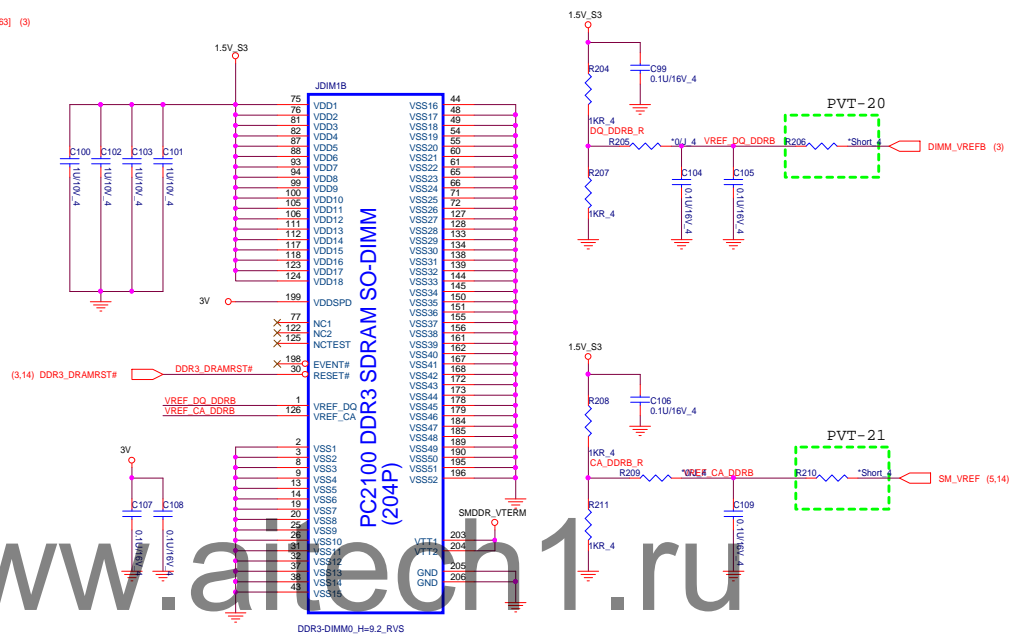 63] (3)
1.5V_S3
JDIM1B
C100
1U/10V_4
C102
1U/10V_4
C103
1U/10V_4
C101
1U/10V_4
75 VDD1
76 VDD2
81 VDD3
82 VDD4
87 VDD5
88 VDD6
93 VDD7
94 VDD8
99 VDD9
100 VDD10
105 VDD11
106 VDD12
111 VDD13
112 VDD14
117 VDD15
118 VDD16
123 VDD17
124 VDD18
3V
199 VDDSPD
77 NC1
122 NC2
125 NCTEST
198 EVENT#
30 RESET#
(3,14) DDR3_DRAMRST#
DDR3_DRAMRST#
VREF_DQ_DDRB 1 VREF_DQ
VREF_CA_DDRB 126 VREF_CA
2 VSS1
3 VSS2
8 VSS3
9 VSS4
13 VSS5
14 VSS6
19 VSS7
20 VSS8
25 VSS9
26 VSS10
31 VSS11
32 VSS12
37 VSS13
38 VSS14
43 VSS15
3V
C107
0.1U/16V_4
C108
0.1U/16V_4
PC2100 DDR3 SDRAM SO-DIMM
(204P)
VSS16 44
VSS17 48
VSS18 49
VSS19 54
VSS20 55
VSS21 60
VSS22 61
VSS23 65
VSS24 66
VSS25 71
VSS26 72
VSS27 127
VSS28 128
VSS29 133
VSS30 134
VSS31 138
VSS32 139
VSS33 144
VSS34 145
VSS35 150
VSS36 151
VSS37 155
VSS38 156
VSS39 161
VSS40 162
VSS41 167
VSS42 168
VSS43 172
VSS44 173
VSS45 178
VSS46 179
VSS47 184
VSS48 185
VSS49 189
VSS50 190
VSS51 195
VSS52 196
SMDDR_VTERM
VTT1 203
VTT2 204
GND 205
GND 206
DDR3-DIMM0_H=9.2_RVS
1.5V_S3
R204
1KR_4
C99
0.1U/16V_4
DQ_DDRB_R
R205
*0/J_4
VREF_DQ_DDRB
R207
1KR_4
C104
0.1U/16V_4
C105
0.1U/16V_4
PVT-20
R206
*Short_4
DIMM_VREFB (3)
1.5V_S3
R208
1KR_4
C106
0.1U/16V_4
CA_DDRB_R
R209
*0/J_4
VREF_CA_DDRB
R211
1KR_4
C109
0.1U/16V_4
PVT-21
R210
*Short_4
SM_VREF (5,14)
www.aitech1.ru